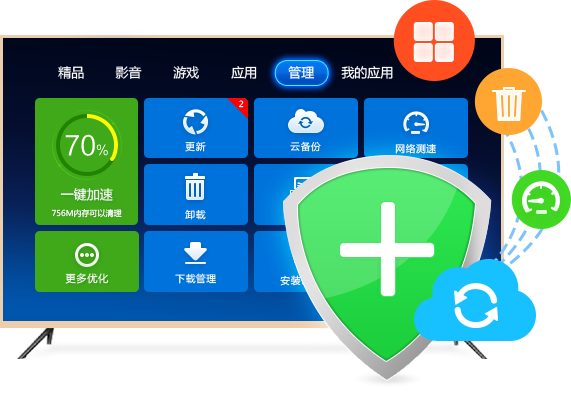 精品 影音 游戏 应用 管理 我的应用
2
70%
更新 云备份 网络测速
一键加速
756M内存可以清理
卸载
更多优化 下载管理 安装